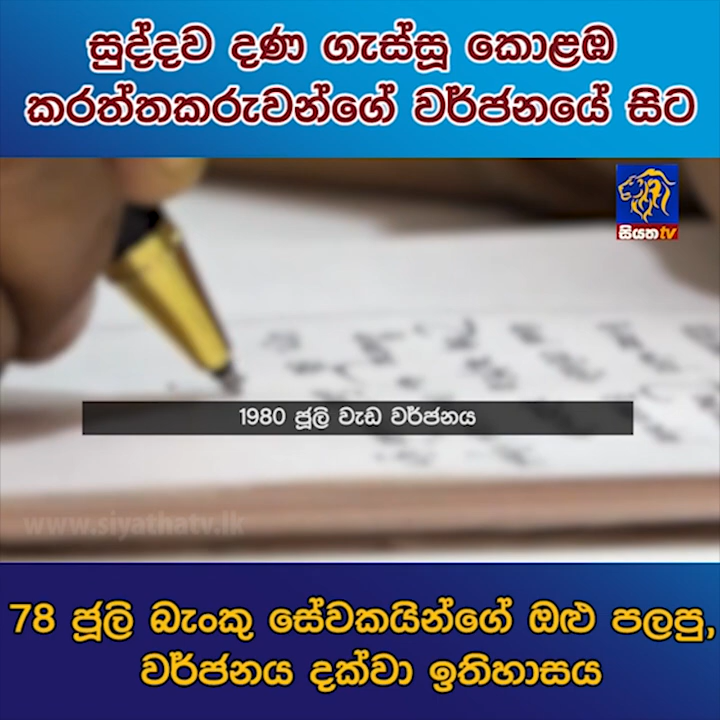 සුද්දව දණ ගැස්සූ කොළඹ
කරත්තකරුවන්ගේ වර්ජනයේ සිට
සියත tv
1980 ජූලි වැඩ වර්ජනය
www.siyathatv.lk
78 ජූලි බැංකු සේවකයින්ගේ ඔළු පලපු,
වර්ජනය දක්වා ඉතිහාසය